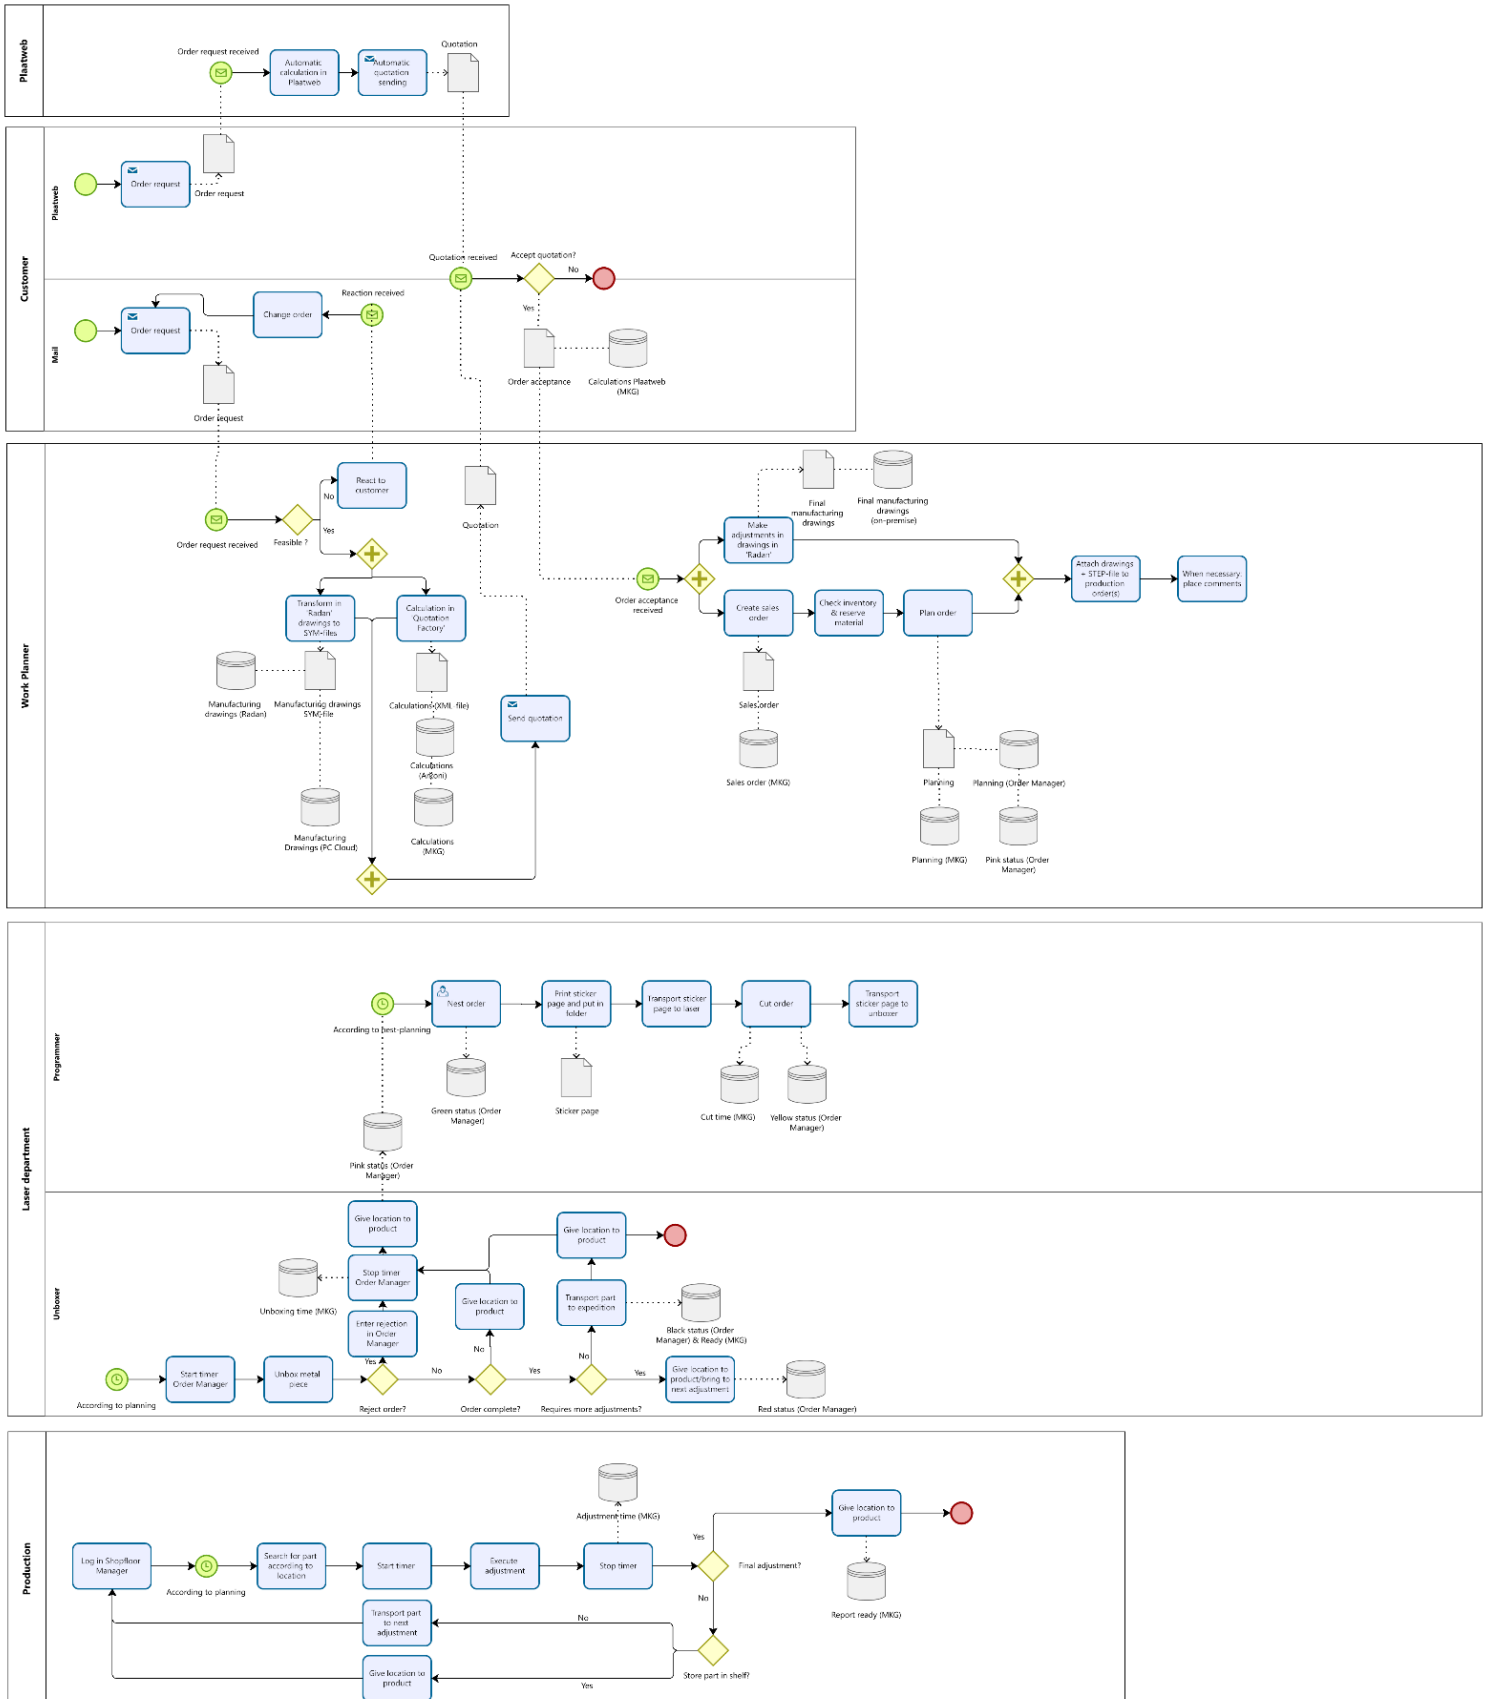 Plaatweb
Order request received
Automatic
calculation in
Plaatweb
Automatic
quotation
sending
Quotation
Customer
Plaatweb
Order request
Order request
Quotation received
Accept quotation?
No
Yes
Mail
Order request
Change order
Reaction received
Order request
Order acceptance
Calculations Plaatweb
(MKG)
Work Planner
Order request received
Feasible ?
No
Yes
React to
customer
Quotation
Transform in
'Radan'
drawings to
SYM-files
Calculation in
'Quotation
Factory'
Manufacturing
drawings (Radan)
Manufacturing drawings
SYM-file
Calculations (XML file)
Calculations
Manufacturing
Drawings (PC Cloud)
Calculations
(MKG)
Send quotation
Order acceptance
received
Make
adjustments in
drawings in
'Radan'
Final
manufacturing
drawings
Final manufacturing
drawings
(on-premise)
Create sales
order
Check inventory
& reserve
material
Plan order
Attach drawings
+ STEP-file to
production
order(s)
When necessary:
place comments
Sales order
Sales order (MKG)
Planning
Planning (Order Manager)
Planning (MKG)
Pink status (Order
Manager)
Laser department
Programmer
According to nest-planning
Nest order
Print sticker
page and put in
folder
Transport sticker
page to laser
Cut order
Transport
sticker page to
unboxer
Green status (Order
Manager)
Sticker page
Cut time (MKG)
Yellow status (Order
Manager)
Pink status (Order
Manager)
Unboxer
Give location to
product
Stop timer
Order Manager
Unboxing time (MKG)
Enter rejection
in Order
Manager
Give location to
product
Give location to
product
Transport part
to expedition
Black status (Order
Manager) & Ready (MKG)
According to planning
Start timer
Order Manager
Unbox metal
piece
Yes
Reject order?
No
No
Order complete?
Yes
No
Requires more adjustments?
Yes
Give location to
product/bring to
next adjustment
Red status (Order Manager)
Production
Log in Shopfloor
Manager
According to planning
Search for part
according to
location
Start timer
Execute
adjustment
Stop timer
Adjustment time (MKG)
Yes
Final adjustment?
No
Give location to
product
Report ready (MKG)
Transport part
to next
adjustment
No
Give location to
product
Yes
Store part in shelf?